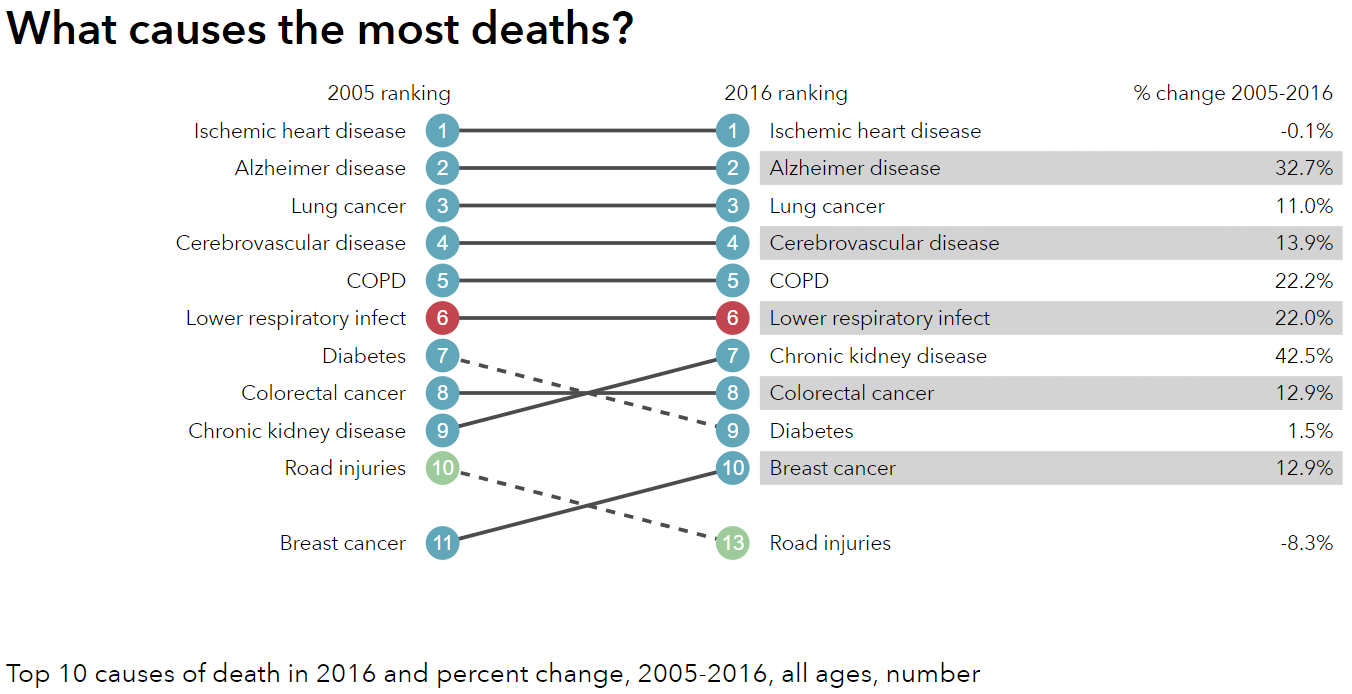 What causes the most deaths?
2005 ranking 2016 ranking % change 2005-2016
Ischemic heart disease 1 1 Ischemic heart disease -0.1%
Alzheimer disease 2 2 Alzheimer disease 32.7%
Lung cancer 3 3 Lung cancer 11.0%
Cerebrovascular disease 4 4 Cerebrovascular disease 13.9%
COPD 5 5 COPD 22.2%
Lower respiratory infect 6 6 Lower respiratory infect 22.0%
Diabetes 7 7 Chronic kidney disease 42.5%
Colorectal cancer 8 8 Colorectal cancer 12.9%
Chronic kidney disease 9 9 Diabetes 1.5%
Road injuries 10 10 Breast cancer 12.9%
Breast cancer 11 13 Road injuries -8.3%
Top 10 causes of death in 2016 and percent change, 2005-2016, all ages, number